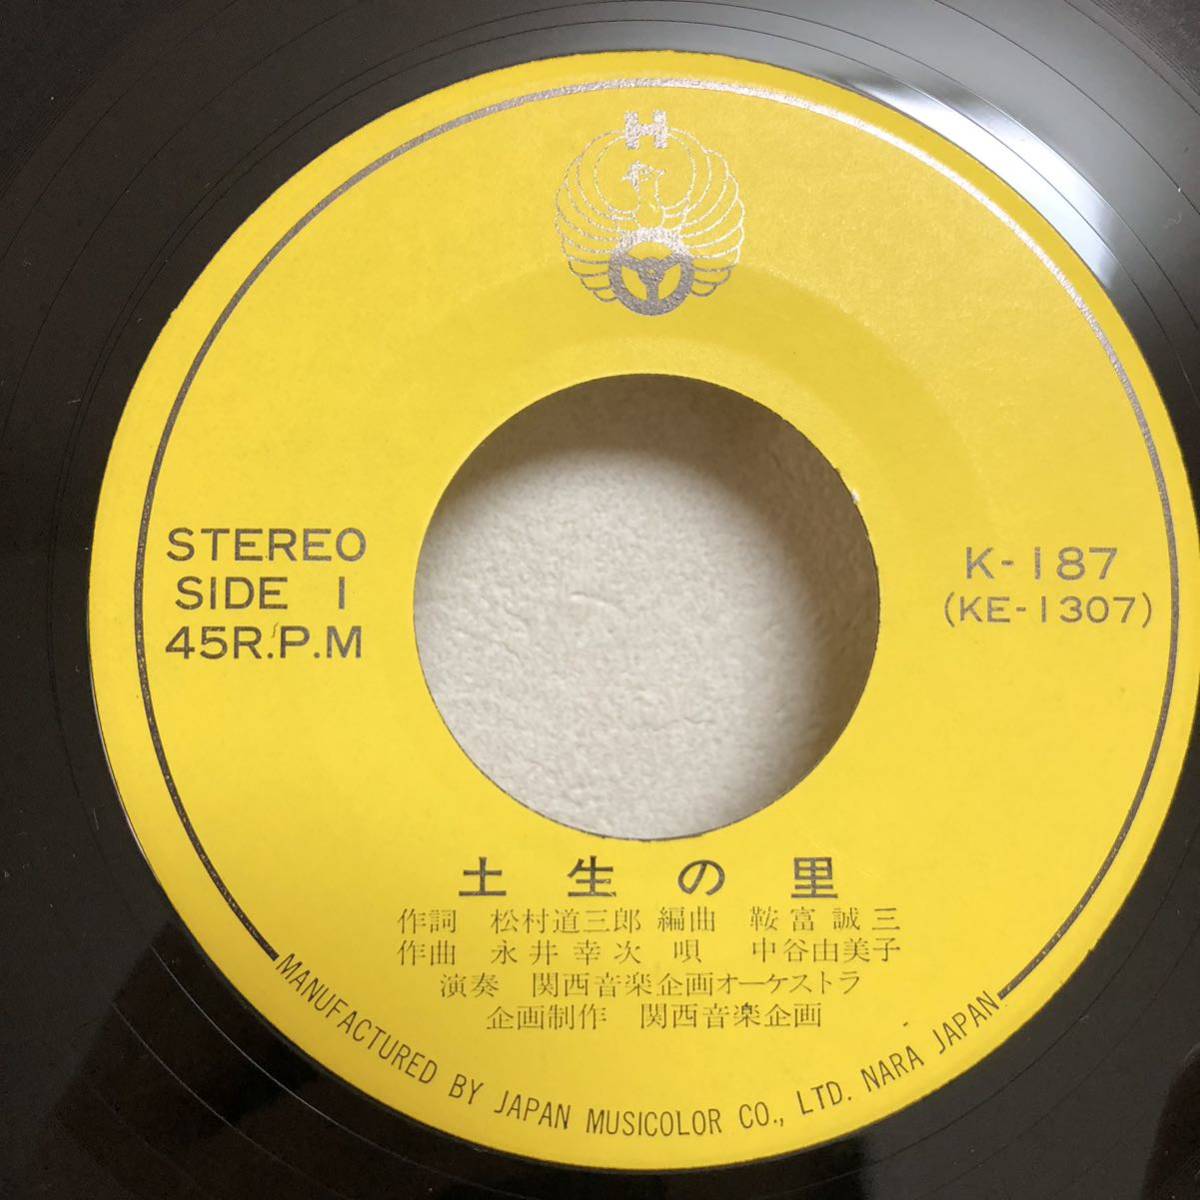 H
STEREO
SIDE 1
45R.P.M
K-187
(KE-1307)
土生の里
作詞 松村道三郎 編曲 鞍富誠三
作曲 永井幸次 唄 中谷由美子
演奏 関西音楽企画オーケストラ
企画制作 関西音楽企画
MANUFACTURED BY JAPAN MUSICOLOR CO., LTD. NARA JAPAN.